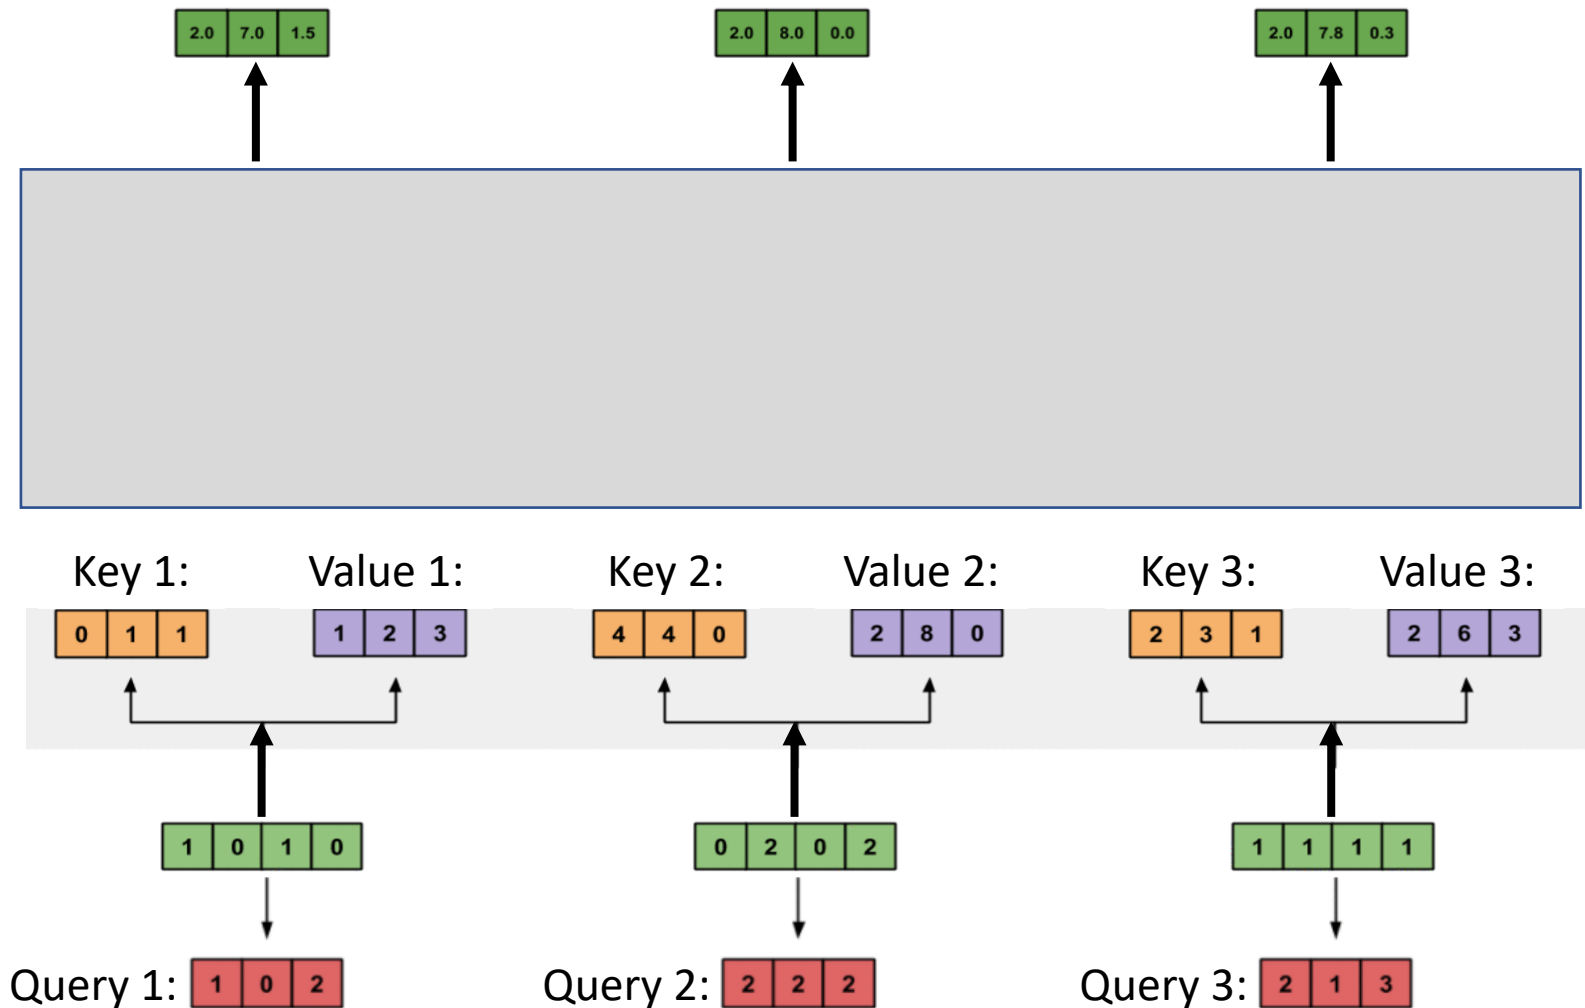 2.0 7.0 1.5 2.0 8.0 0.0 2.0 7.8 0.3
Key 1: Value 1: Key 2: Value 2: Key 3: Value 3:
0 1 1 1 2 3 4 4 0 2 8 0 2 3 1 2 6 3
1 0 1 0 0 2 0 2 1 1 1 1
Query 1: 1 0 2 Query 2: 2 2 2 Query 3: 2 1 3